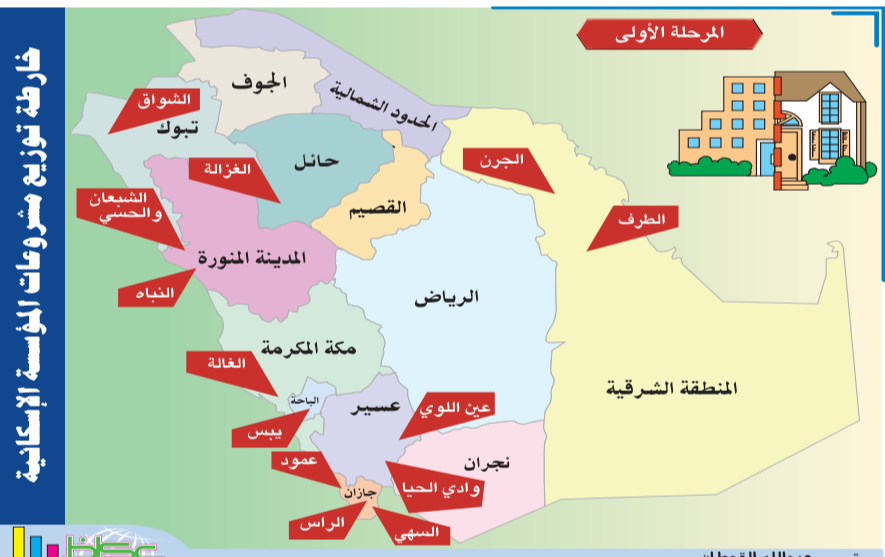 خارطة توزيع مشروعات المؤسسة الإسكانية
المرحلة الأولى
الجوف
الحدود الشمالية
الشواق
تبوك
حائل
الغزالة
الجرن
القصيم
الشبعان
والحسي
الطرف
المدينة المنورة
النباه
الرياض
مكة المكرمة
الغالة
المنطقة الشرقية
الباحة
عسير
عين اللوي
يبس
نجران
عمود
جازان
وادي الحيا
الراس
السهي